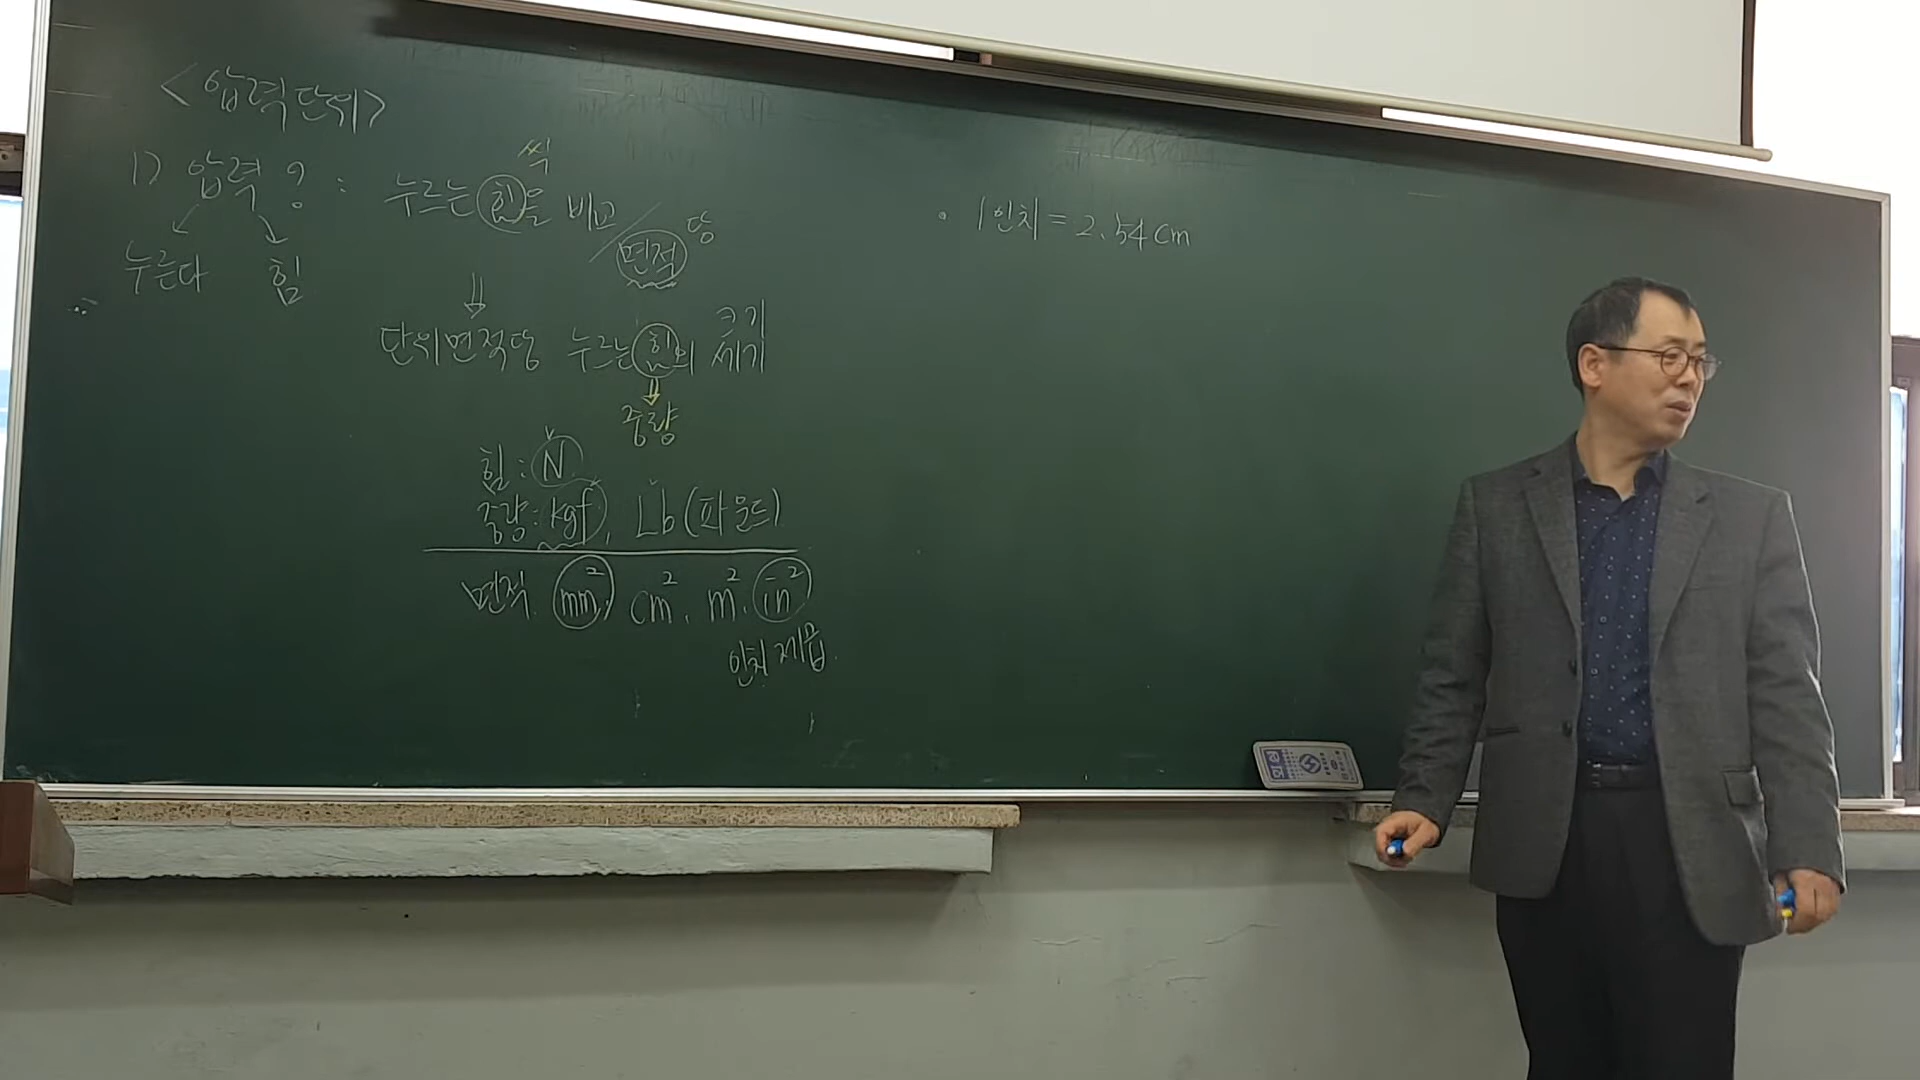 <압력단위>
1) 압력? : 누르는 힘을 비교
씩
면적 당
누른다 힘
⇓
단위면적당 누르는 힘의 세기
크기
⇓
중량
힘 : N
중량 : kgf, Lb (파운드)
면적. mm², cm², m², in²
인치 제곱.
• 1인치 = 2.54cm